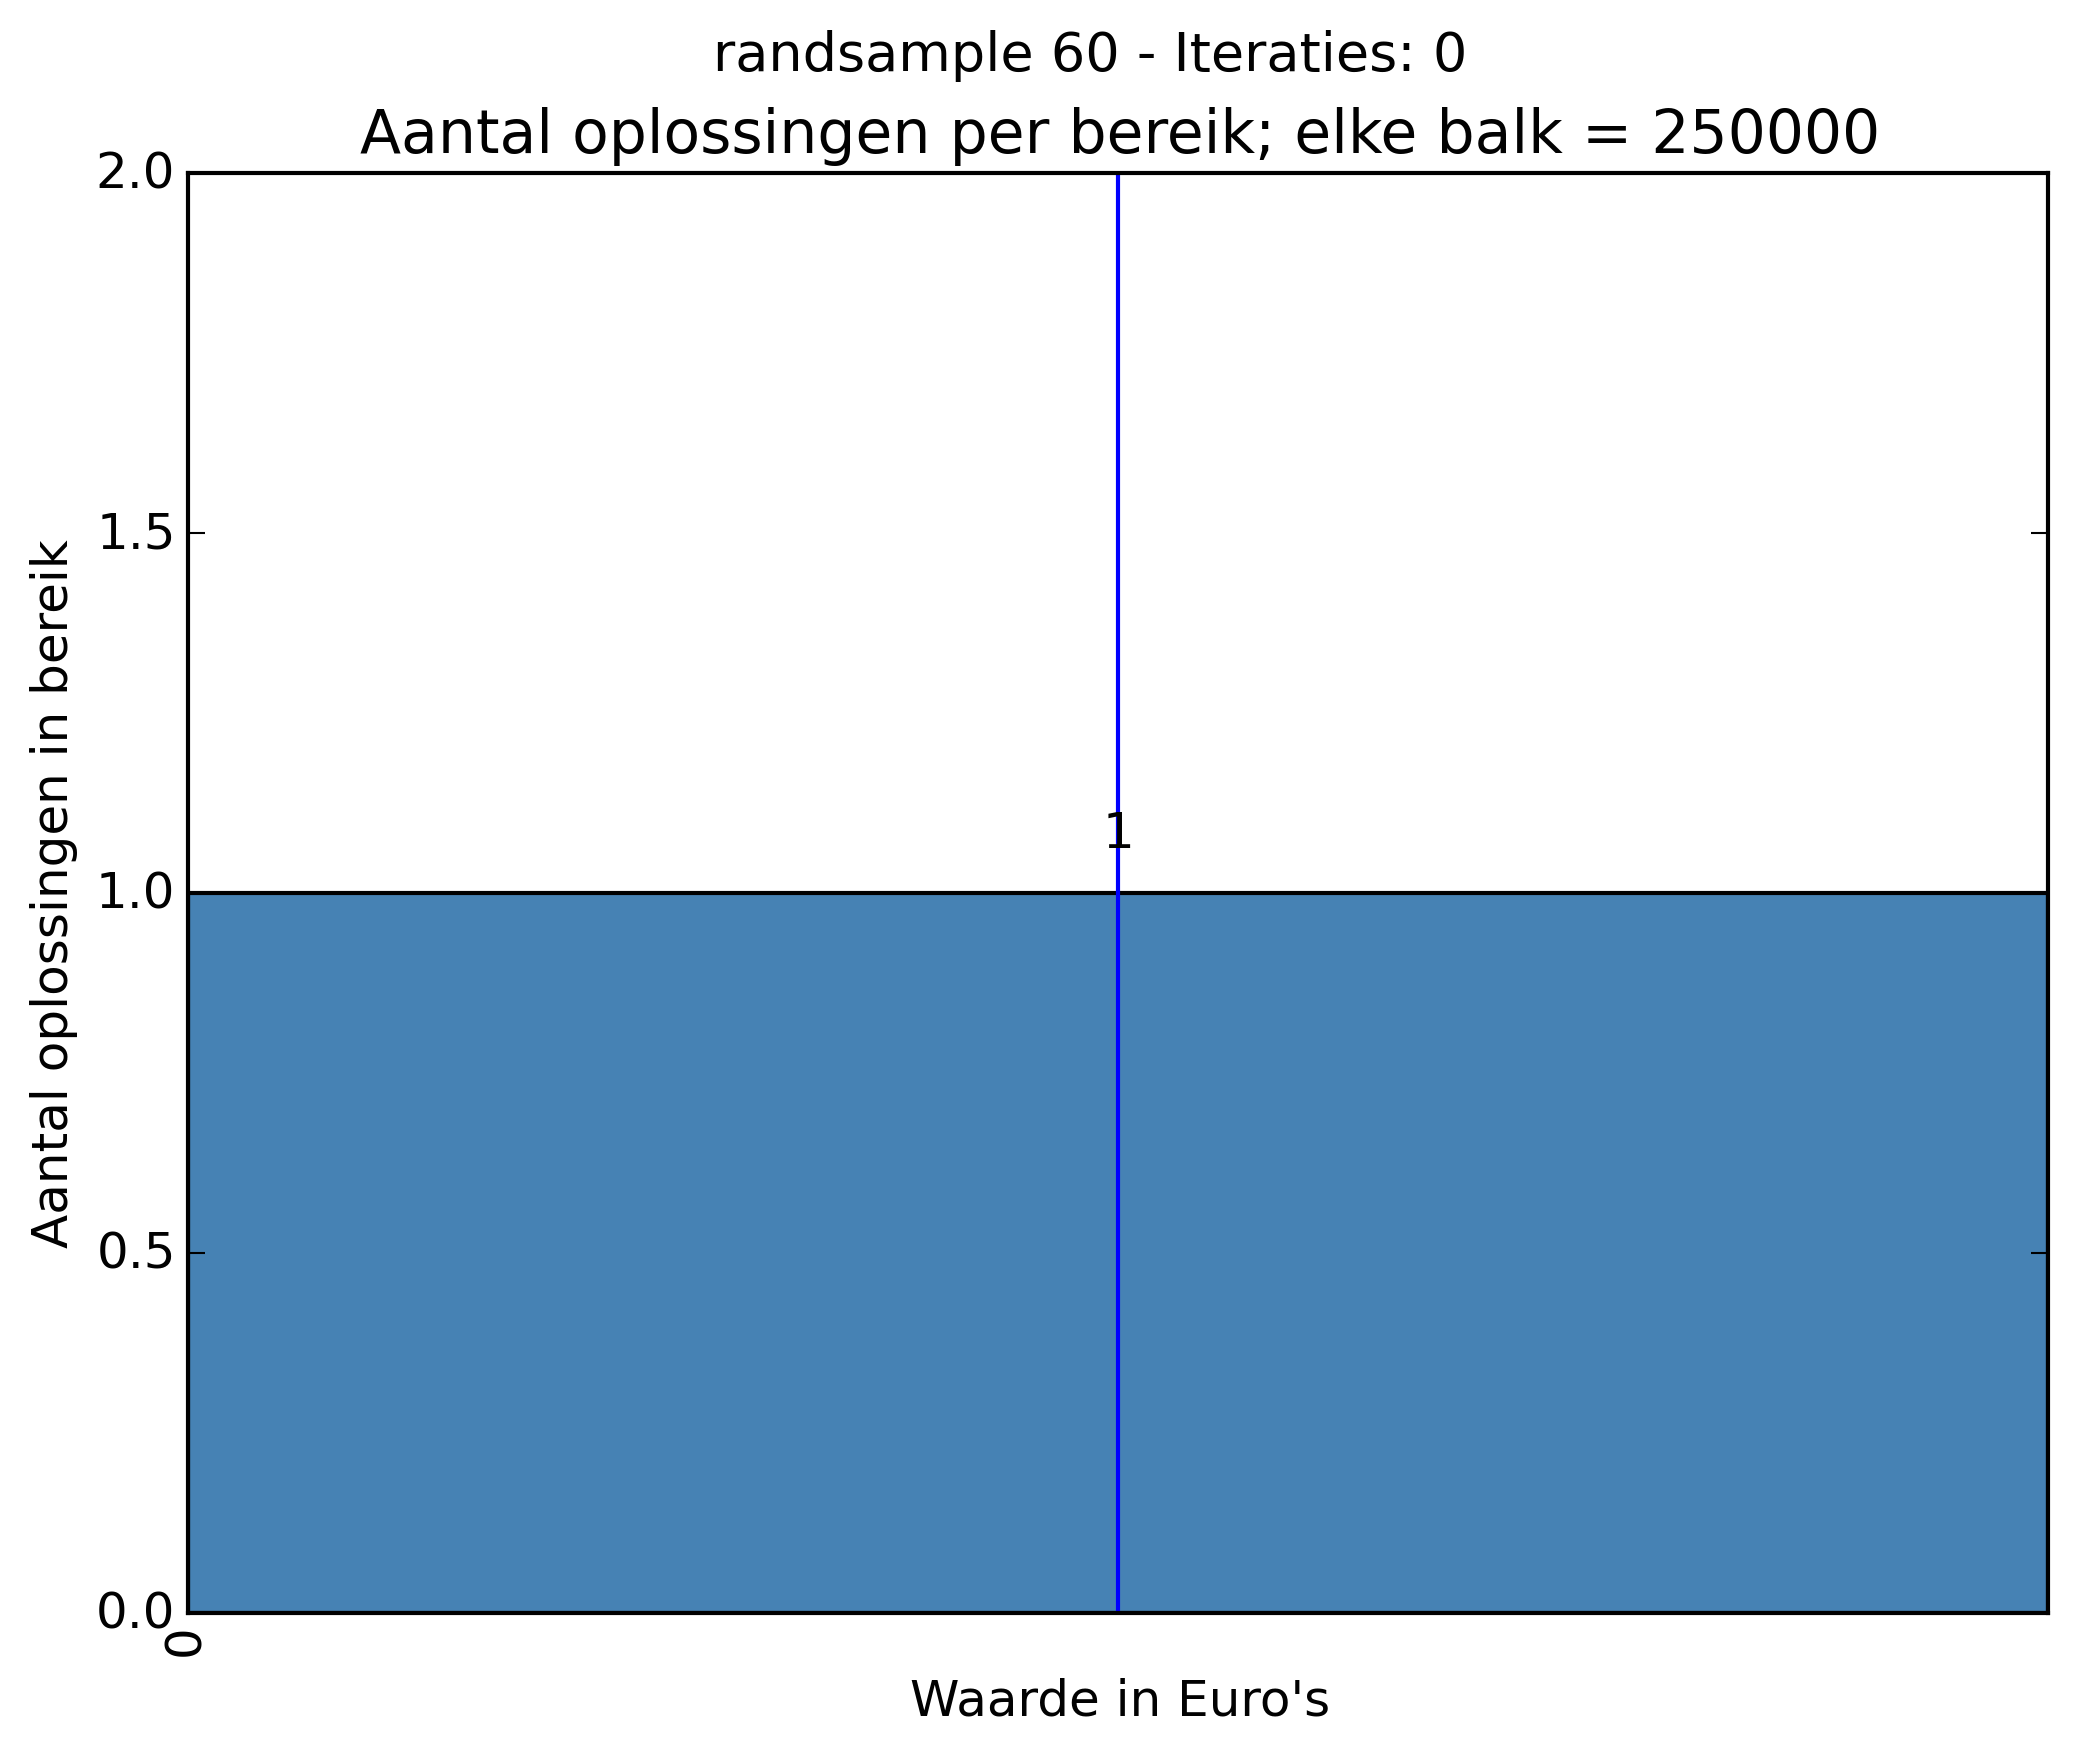 randsample 60 - Iteraties: 0
Aantal oplossingen per bereik; elke balk = 250000
2.0
1.5
1.0
0.5
0.0
Aantal oplossingen in bereik
1
0
Waarde in Euro's